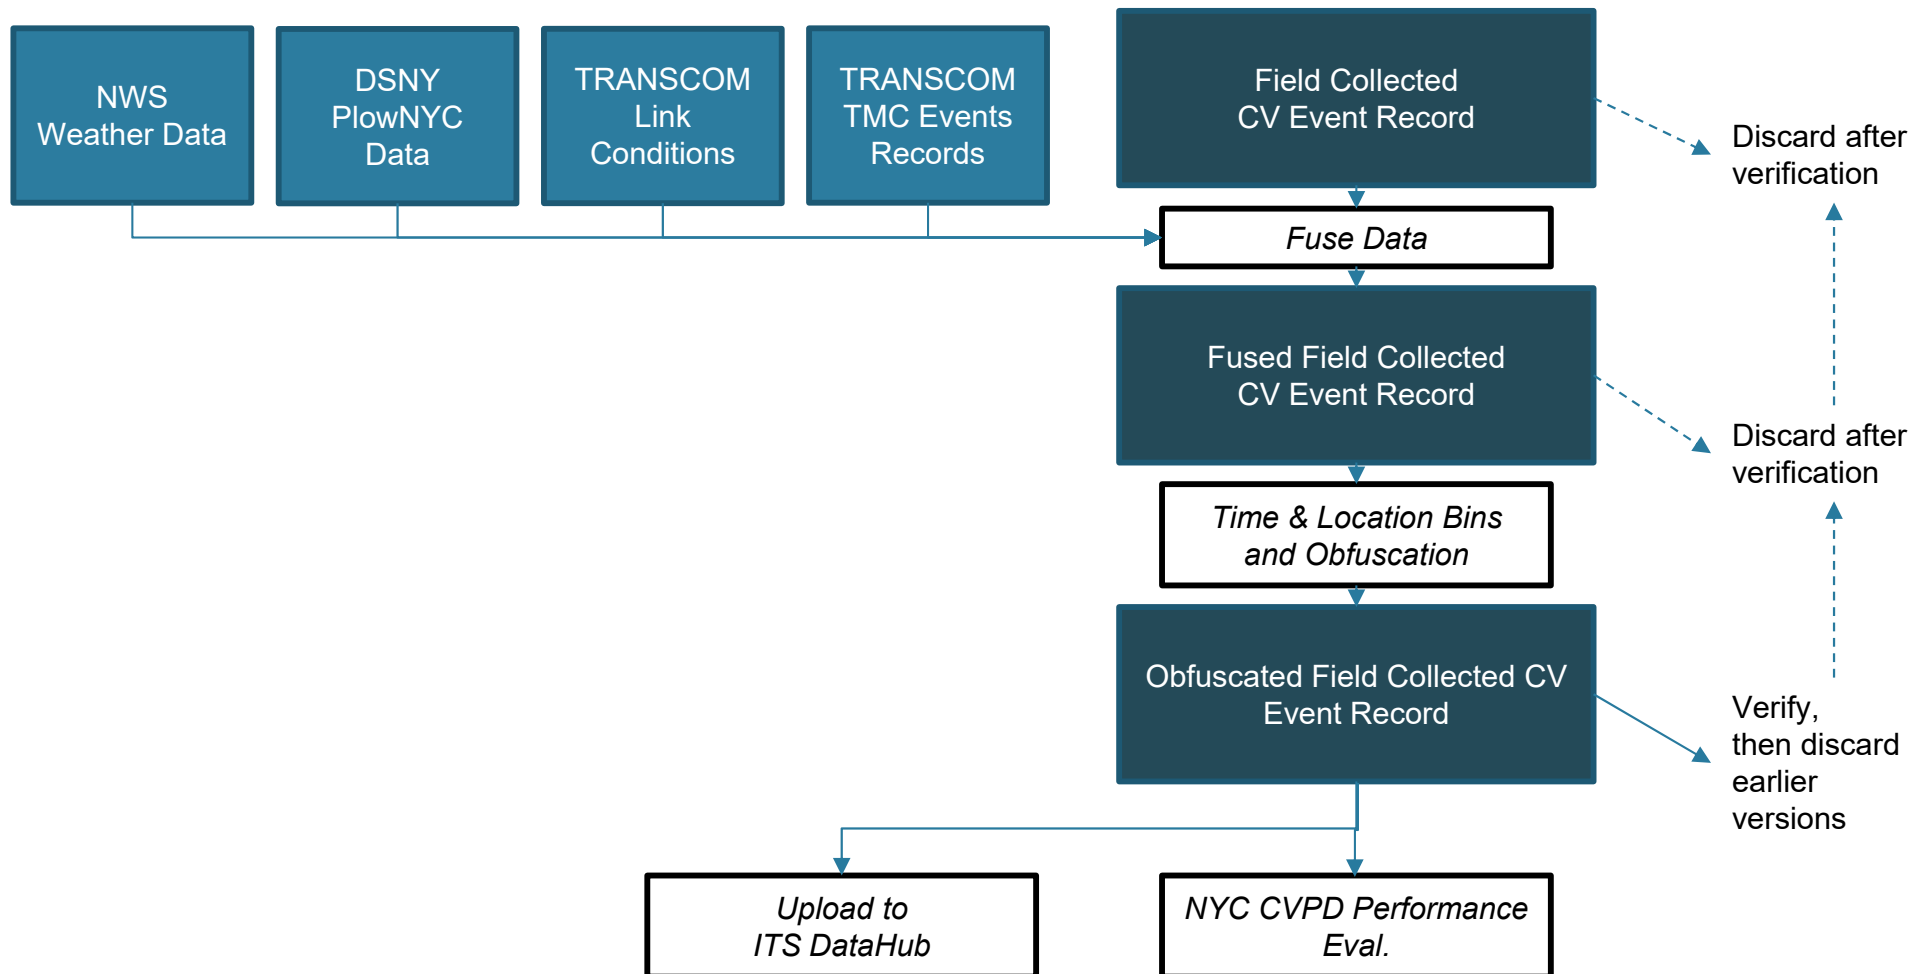 NWS
Weather Data
DSNY
PlowNYC
Data
TRANSCOM
Link
Conditions
TRANSCOM
TMC Events
Records
Field Collected
CV Event Record
Discard after
verification
Fuse Data
Fused Field Collected
CV Event Record
Discard after
verification
Time & Location Bins
and Obfuscation
Obfuscated Field Collected CV
Event Record
Verify,
then discard
earlier
versions
Upload to
ITS DataHub
NYC CVPD Performance
Eval.